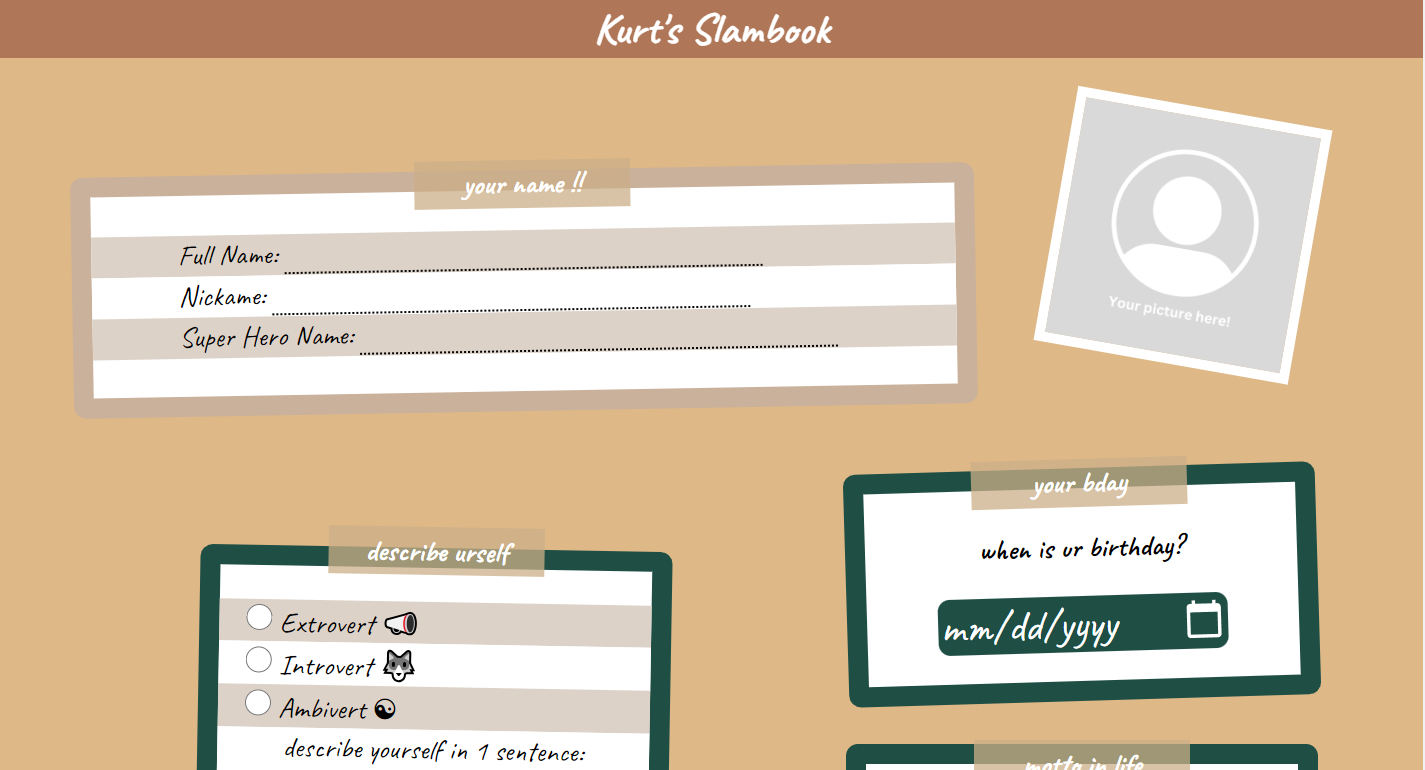 Kurt's Slambook
your name !!
Full Name:
Nickame:
Super Hero Name:
Your picture here!
your bday
when is ur birthday?
mm/dd/yyyy
describe urself
Extrovert
Introvert
Ambivert
describe yourself in 1 sentence:
motto in life